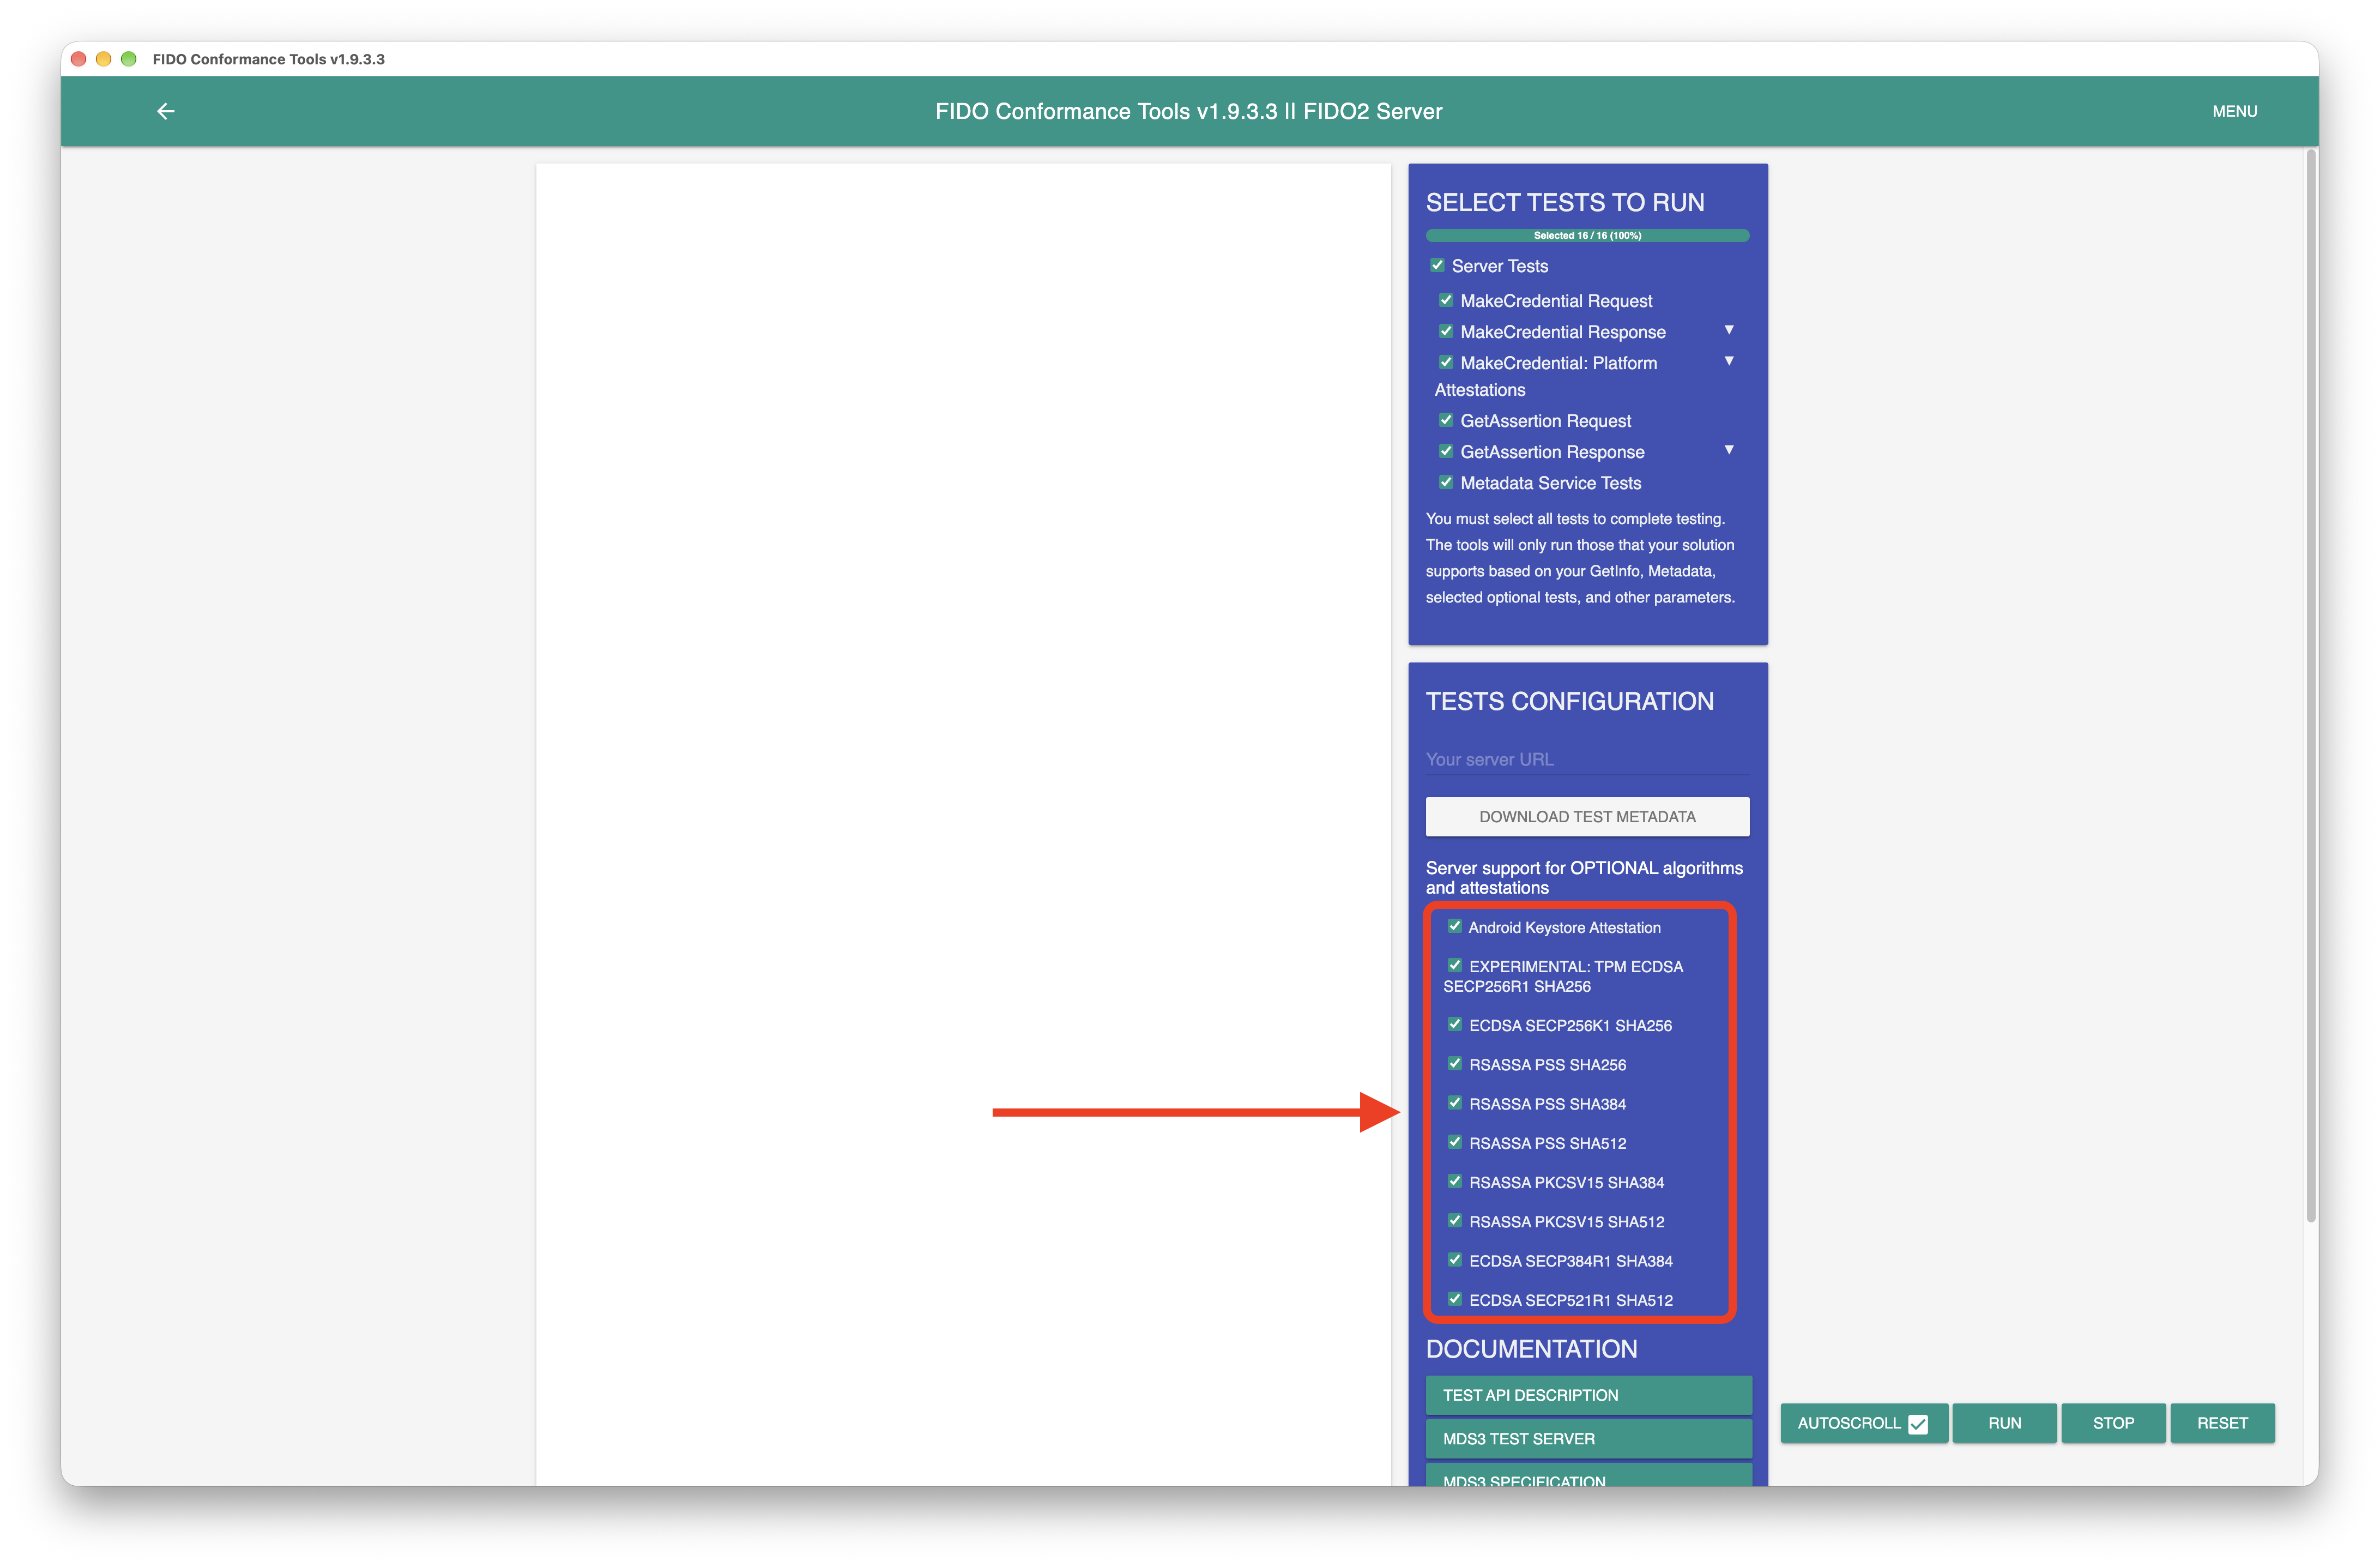 FIDO Conformance Tools v1.9.3.3
FIDO Conformance Tools v1.9.3.3 || FIDO2 Server
MENU
SELECT TESTS TO RUN
Selected 16 / 16 (100%)
Server Tests
MakeCredential Request
MakeCredential Response
MakeCredential: Platform
Attestations
GetAssertion Request
GetAssertion Response
Metadata Service Tests
You must select all tests to complete testing.
The tools will only run those that your solution
supports based on your GetInfo, Metadata,
selected optional tests, and other parameters.
TESTS CONFIGURATION
Your server URL
DOWNLOAD TEST METADATA
Server support for OPTIONAL algorithms
and attestations
Android Keystore Attestation
EXPERIMENTAL: TPM ECDSA
SECP256R1 SHA256
ECDSA SECP256K1 SHA256
RSASSA PSS SHA256
RSASSA PSS SHA384
RSASSA PSS SHA512
RSASSA PKCSV15 SHA384
RSASSA PKCSV15 SHA512
ECDSA SECP384R1 SHA384
ECDSA SECP521R1 SHA512
DOCUMENTATION
TEST API DESCRIPTION
MDS3 TEST SERVER
MDS3 SPECIFICATION
AUTOSCROLL
RUN
STOP
RESET